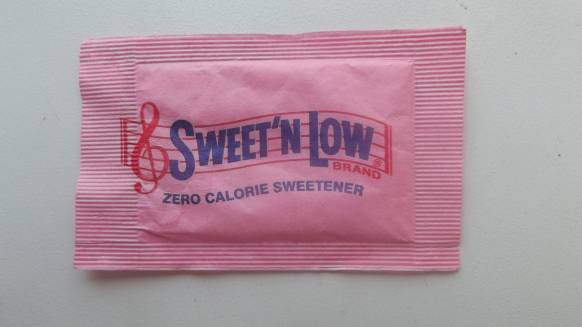 SWEET'N LOW®
BRAND
ZERO CALORIE SWEETENER